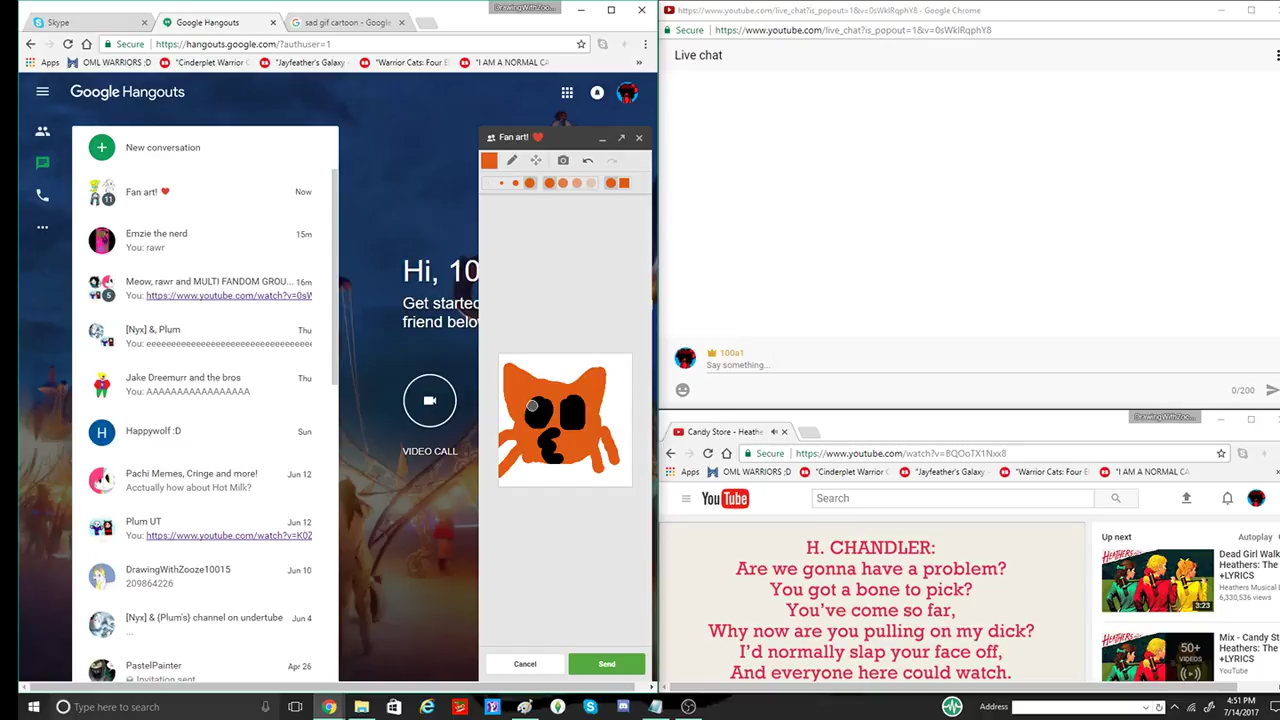 Skype
Google Hangouts
sad gif cartoon - Google
DrawingWithZoo...
Secure
https://hangouts.google.com/?authuser=1
Apps
OML WARRIORS ;D
"Cinderplet Warrior C
"Jayfeather's Galaxy
"Warrior Cats: Four E
"I AM A NORMAL CA
»
Google Hangouts
New conversation
Fan art! ❤
Now
11
Emzie the nerd
15m
You: rawr
Meow, rawr and MULTI FANDOM GROU...
16m
5
You: https://www.youtube.com/watch?v=0sW
[Nyx] &, Plum
Thu
You: eeeeeeeeeeeeeeeeeeeeeeeeeeeeee
Jake Dreemurr and the bros
Thu
You: AAAAAAAAAAAAAAAAA
H
Happywolf :D
Sun
Pachi Memes, Cringe and more!
Jun 12
Acctually how about Hot Milk?
Plum UT
Jun 12
You: https://www.youtube.com/watch?v=K0Z
DrawingWithZooze10015
Jun 10
209864226
[Nyx] & {Plum's} channel on undertube
Jun 4
...
PastelPainter
Apr 26
Invitation sent
Hi, 10
Get started
friend belo
VIDEO CALL
Fan art! ❤
Cancel
Send
https://www.youtube.com/live_chat?is_popout=1&v=0sWklRqphY8 - Google Chrome
Secure
https://www.youtube.com/live_chat?is_popout=1&v=0sWklRqphY8
Live chat
100a1
Say something...
0/200
DrawingWithZoo...
Candy Store - Heathe
Secure
https://www.youtube.com/watch?v=8QOoTX1Nxx8
Apps
OML WARRIORS ;D
"Cinderplet Warrior C
"Jayfeather's Galaxy
"Warrior Cats: Four E
"I AM A NORMAL CA
YouTube
Search
H. CHANDLER:
Are we gonna have a problem?
You got a bone to pick?
You've come so far,
Why now are you pulling on my dick?
I'd normally slap your face off,
And everyone here could watch.
Up next
Autoplay
Dead Girl Walk
Heathers: The
+LYRICS
Heathers Musical
6,330,536 views
3:23
Mix - Candy St
Heathers: The
+LYRICS
YouTube
50+
VIDEOS
Type here to search
Address
4:51 PM
7/14/2017